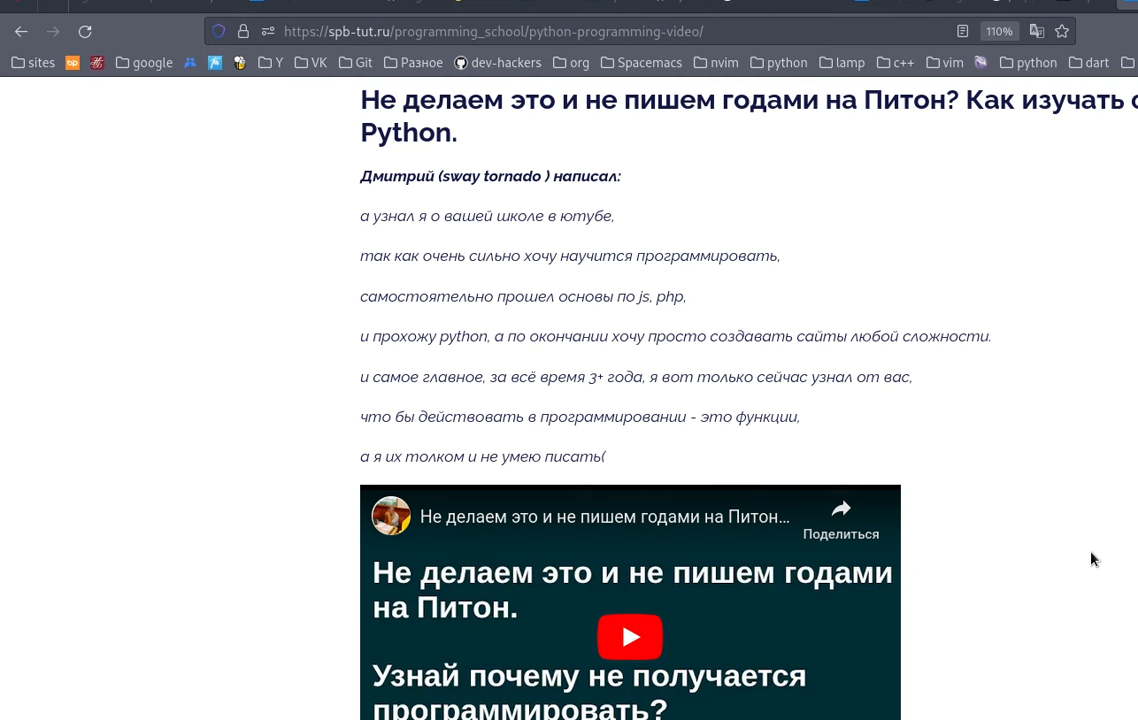 https://spb-tut.ru/programming_school/python-programming-video/
110%
sites
google
Y
VK
Git
Разное
dev-hackers
org
Spacemacs
nvim
python
lamp
c++
vim
python
dart
Не делаем это и не пишем годами на Питон? Как изучать
Python.
Дмитрий (sway tornado ) написал:
а узнал я о вашей школе в ютубе,
так как очень сильно хочу научится программировать,
самостоятельно прошел основы по js, php,
и прохожу python, а по окончании хочу просто создавать сайты любой сложности.
и самое главное, за всё время 3+ года, я вот только сейчас узнал от вас,
что бы действовать в программировании - это функции,
а я их толком и не умею писать(
Не делаем это и не пишем годами на Питон...
Поделиться
Не делаем это и не пишем годами
на Питон.
Узнай почему не получается
программировать?